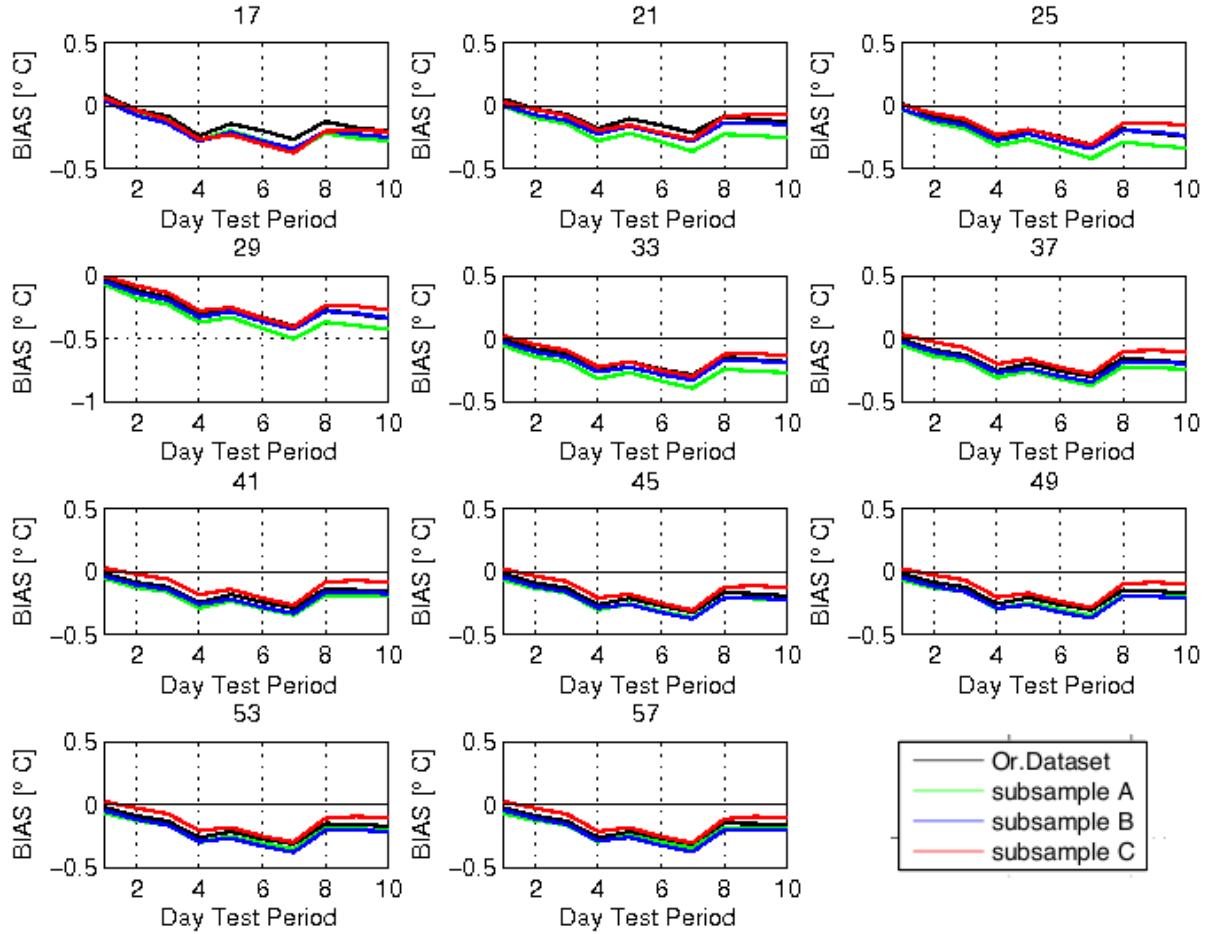 17
21
25
BIAS [° C]
0.5
0
−0.5
2 4 6 8 10
Day Test Period
BIAS [° C]
0.5
0
−0.5
2 4 6 8 10
Day Test Period
BIAS [° C]
0.5
0
−0.5
2 4 6 8 10
Day Test Period
29
33
37
BIAS [° C]
0
−0.5
−1
2 4 6 8 10
Day Test Period
BIAS [° C]
0.5
0
−0.5
2 4 6 8 10
Day Test Period
BIAS [° C]
0.5
0
−0.5
2 4 6 8 10
Day Test Period
41
45
49
BIAS [° C]
0.5
0
−0.5
2 4 6 8 10
Day Test Period
BIAS [° C]
0.5
0
−0.5
2 4 6 8 10
Day Test Period
BIAS [° C]
0.5
0
−0.5
2 4 6 8 10
Day Test Period
53
57
BIAS [° C]
0.5
0
−0.5
2 4 6 8 10
Day Test Period
BIAS [° C]
0.5
0
−0.5
2 4 6 8 10
Day Test Period
Or.Dataset
subsample A
subsample B
subsample C